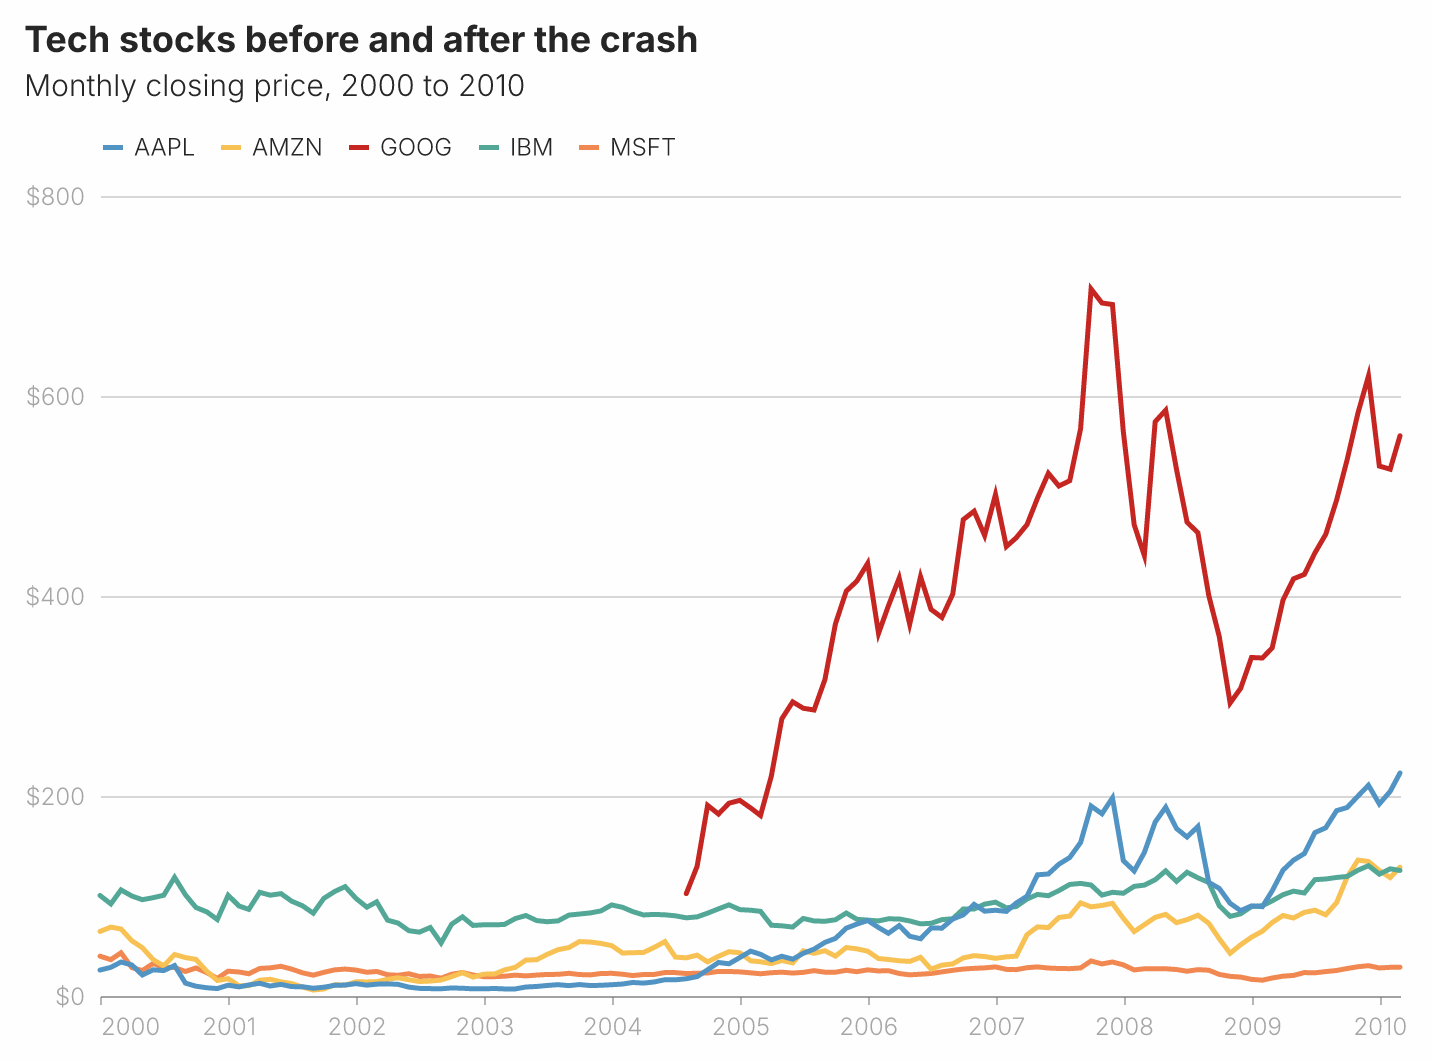 Tech stocks before and after the crash
Monthly closing price, 2000 to 2010
AAPL AMZN GOOG IBM MSFT
$800
$600
$400
$200
$0
2000 2001 2002 2003 2004 2005 2006 2007 2008 2009 2010